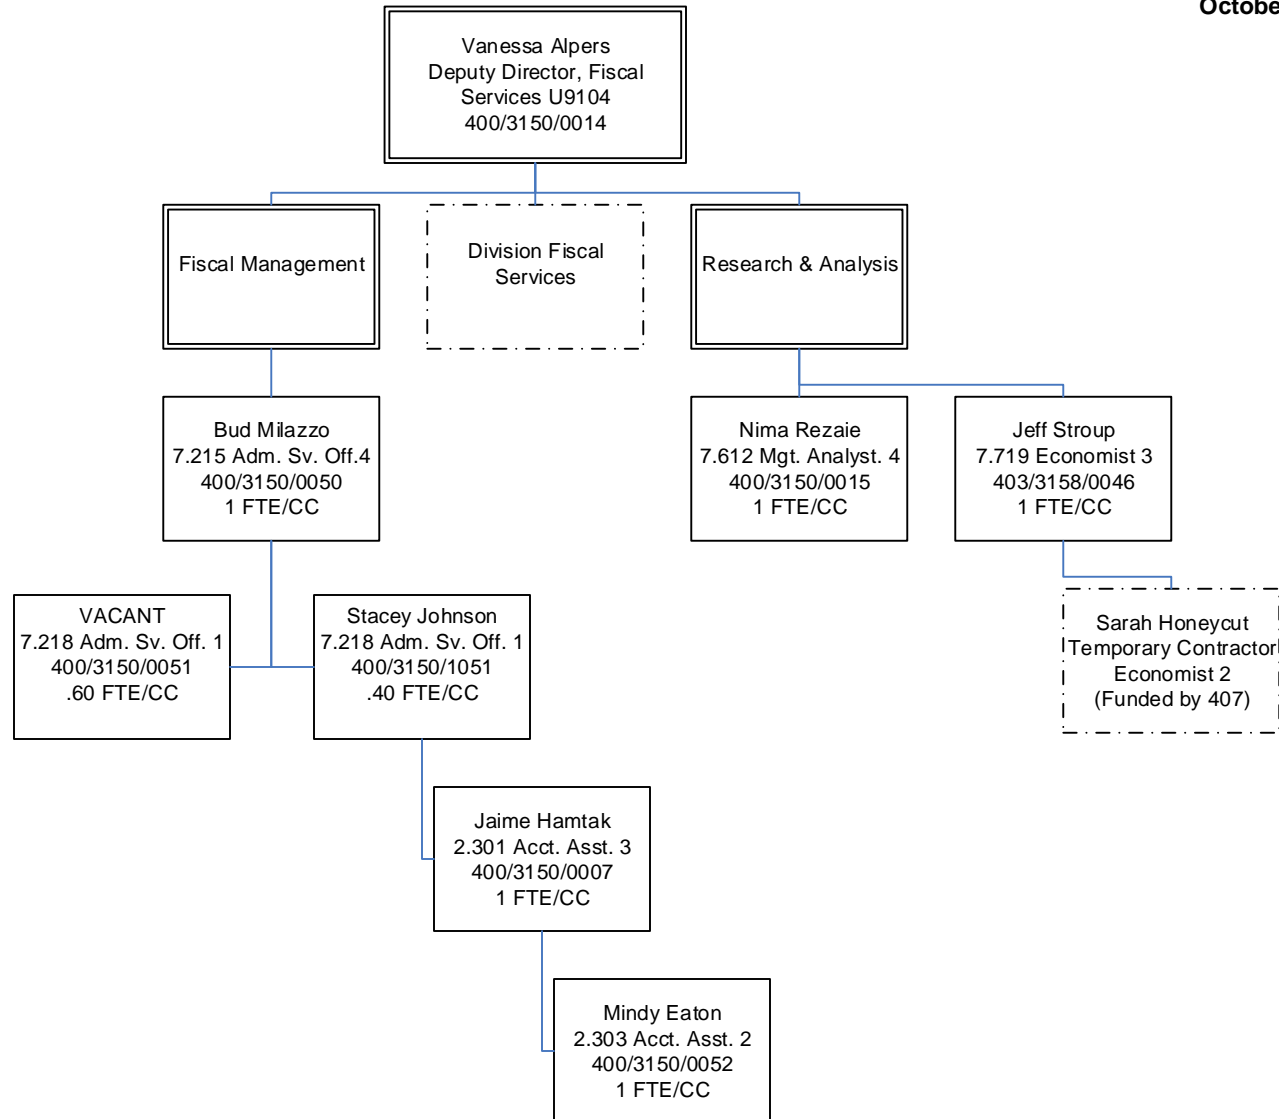 Octobe
Vanessa Alpers
Deputy Director, Fiscal
Services U9104
400/3150/0014
Fiscal Management
Division Fiscal
Services
Research & Analysis
Bud Milazzo
7.215 Adm. Sv. Off.4
400/3150/0050
1 FTE/CC
Nima Rezaie
7.612 Mgt. Analyst. 4
400/3150/0015
1 FTE/CC
Jeff Stroup
7.719 Economist 3
403/3158/0046
1 FTE/CC
VACANT
7.218 Adm. Sv. Off. 1
400/3150/0051
.60 FTE/CC
Stacey Johnson
7.218 Adm. Sv. Off. 1
400/3150/1051
.40 FTE/CC
Sarah Honeycut
Temporary Contractor
Economist 2
(Funded by 407)
Jaime Hamtak
2.301 Acct. Asst. 3
400/3150/0007
1 FTE/CC
Mindy Eaton
2.303 Acct. Asst. 2
400/3150/0052
1 FTE/CC